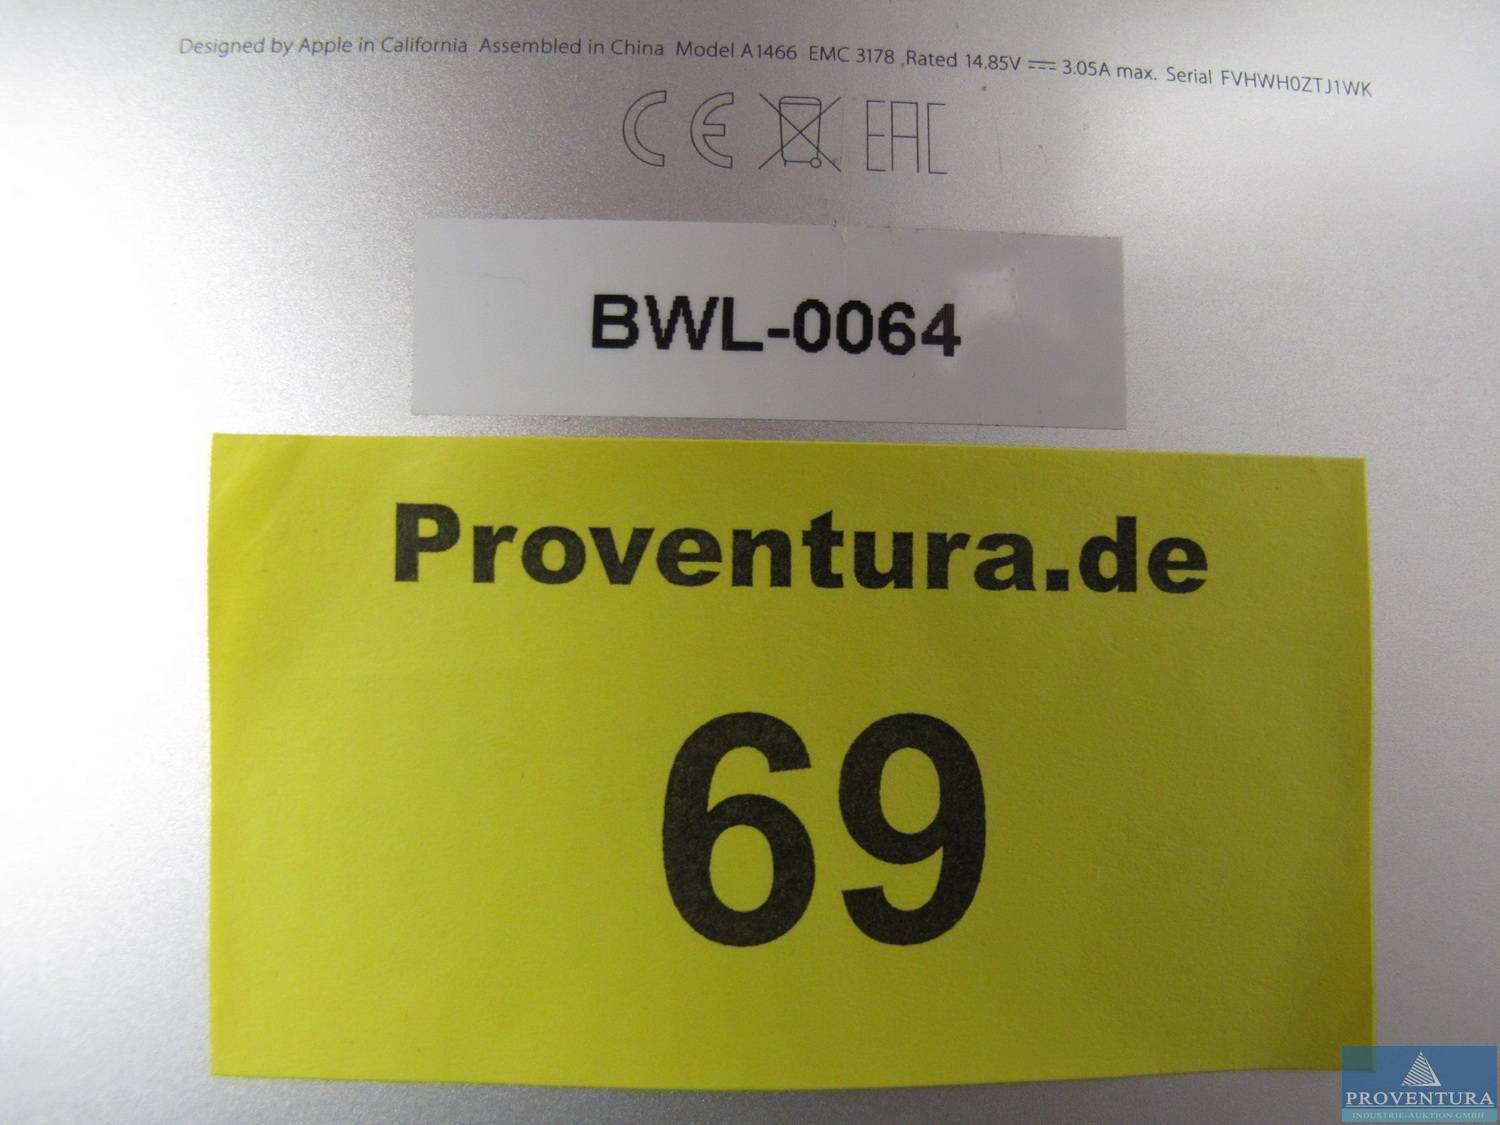 Designed by Apple in California Assembled in China Model A1466 EMC 3178 Rated 14.85V ⎓ 3.05A max. Serial FVHWH0ZTJ1WK
CE EAC
BWL-0064
Proventura.de
69
PROVENTURA
INDUSTRIE-AUKTION GMBH